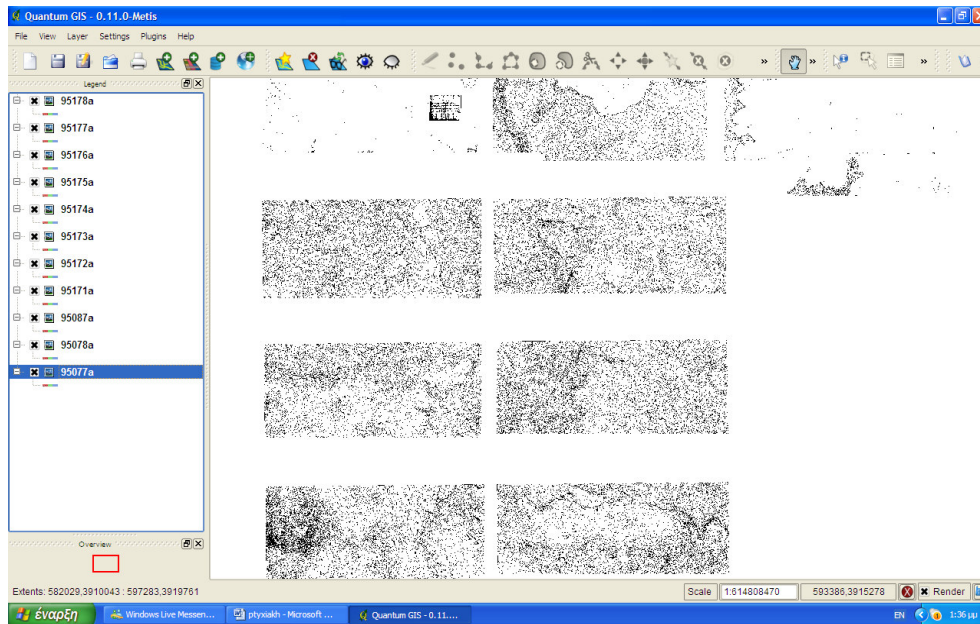 Quantum GIS - 0.11.0-Metis
File View Layer Settings Plugins Help
» » »
Legend
95178a
95177a
95176a
95175a
95174a
95173a
95172a
95171a
95087a
95078a
95077a
Overview
Extents: 582029,3910043 : 597283,3919761
Scale 1:614808470 593386,3915278 Render
έναρξη Windows Live Messen... ptyxiakh - Microsoft ... Quantum GIS - 0.11.... EN 1:36 μμ